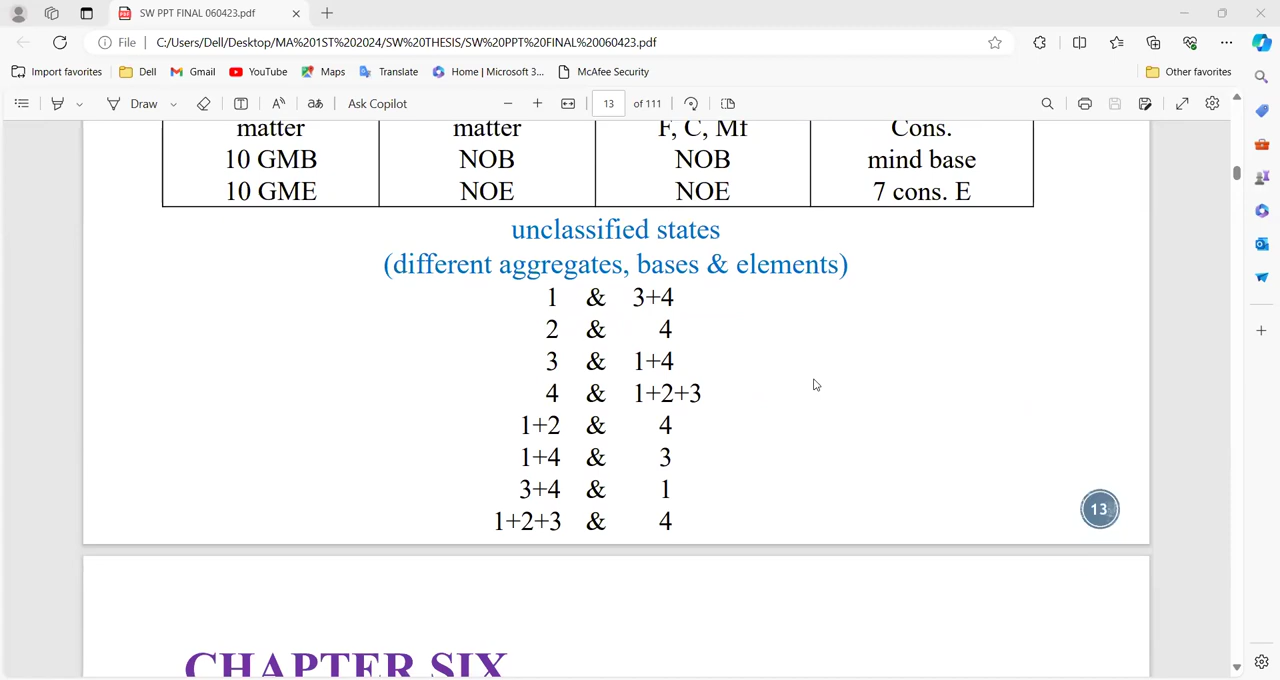 SW PPT FINAL 060423.pdf
File C:/Users/Dell/Desktop/MA%201ST%202024/SW%20THESIS/SW%20PPT%20FINAL%20060423.pdf
Import favorites Dell Gmail YouTube Maps Translate Home | Microsoft 3... McAfee Security Other favorites
Draw Ask Copilot 13 of 111
matter matter F, C, Mf Cons.
10 GMB NOB NOB mind base
10 GME NOE NOE 7 cons. E
unclassified states
(different aggregates, bases & elements)
1 & 3+4
2 & 4
3 & 1+4
4 & 1+2+3
1+2 & 4
1+4 & 3
3+4 & 1
1+2+3 & 4
13
CHAPTER SIX